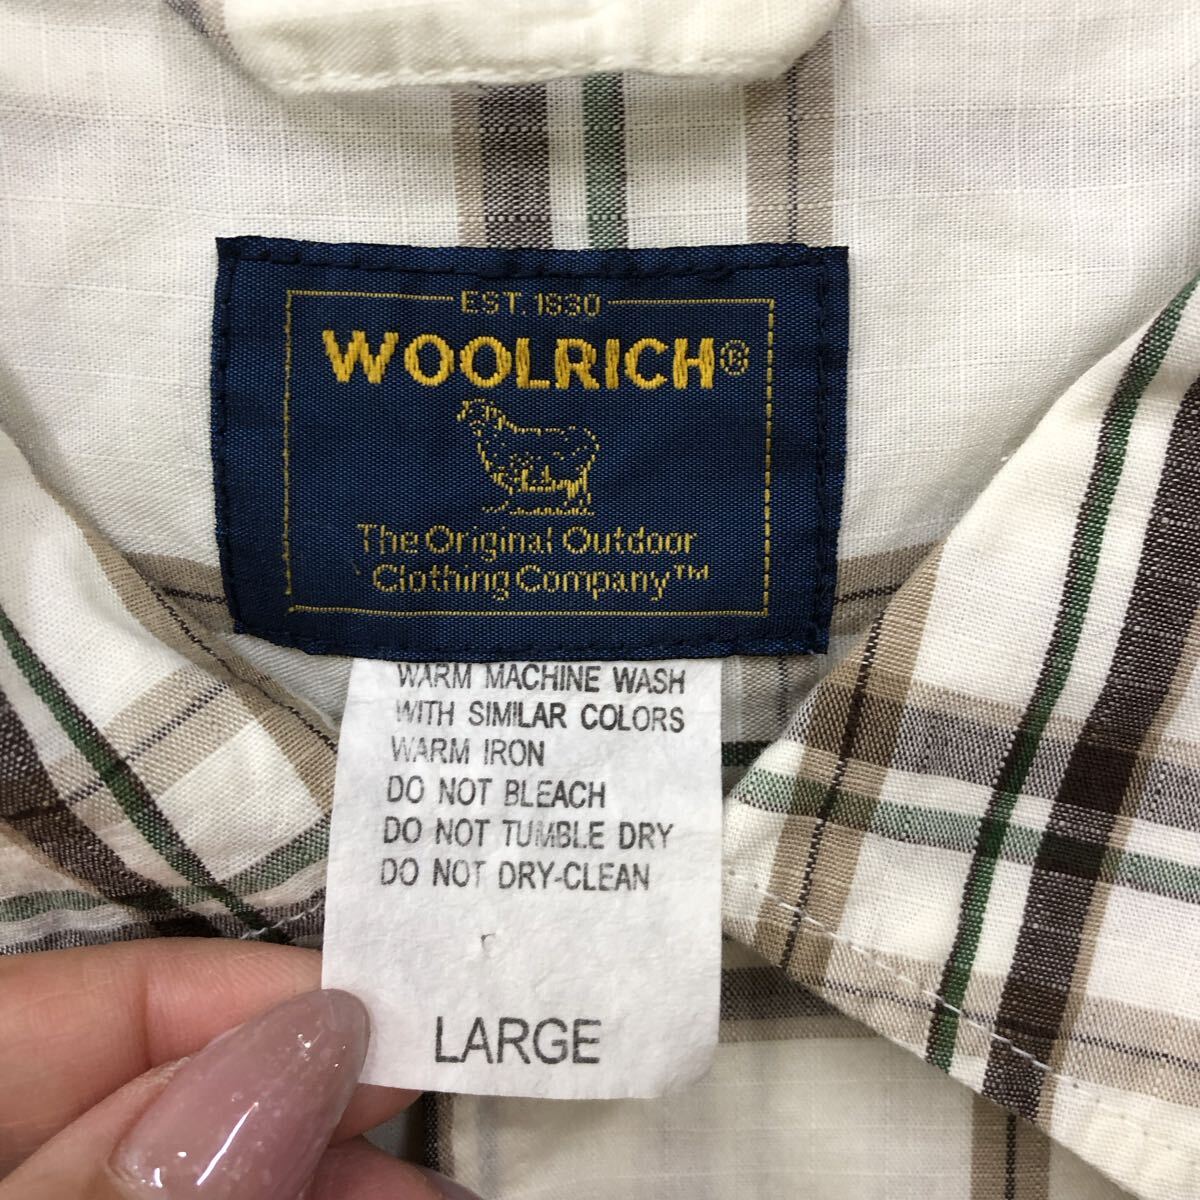 EST. 1830
WOOLRICH®
The Original Outdoor
Clothing Company™
WARM MACHINE WASH
WITH SIMILAR COLORS
WARM IRON
DO NOT BLEACH
DO NOT TUMBLE DRY
DO NOT DRY-CLEAN
LARGE